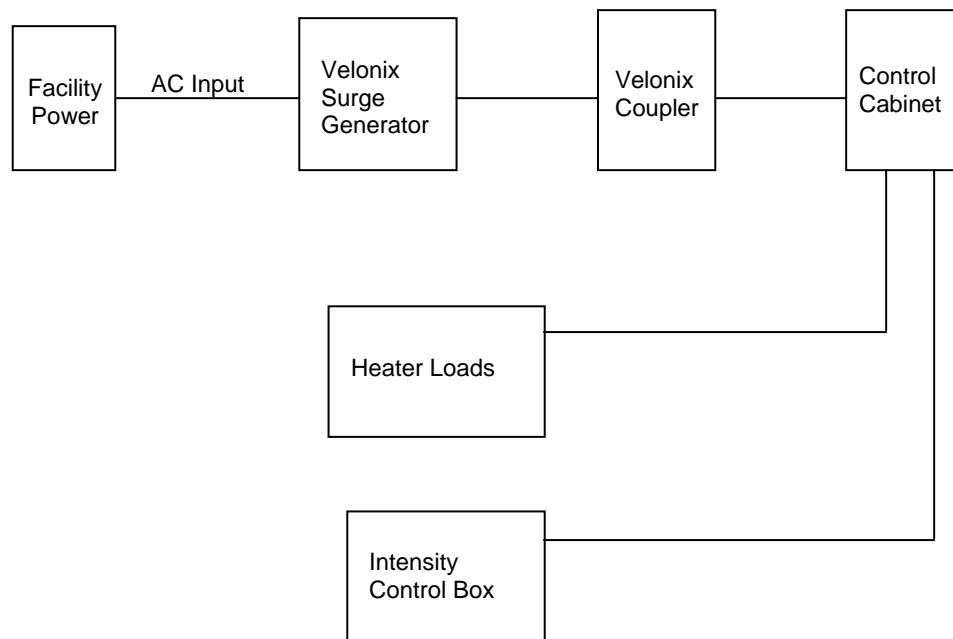 Facility
Power
AC Input
Velonix
Surge
Generator
Velonix
Coupler
Control
Cabinet
Heater Loads
Intensity
Control Box